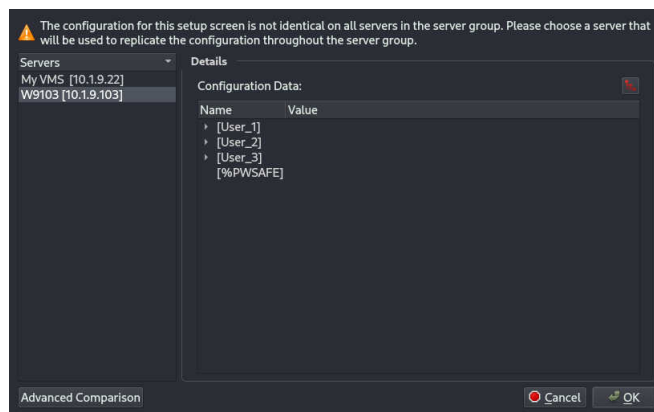 The configuration for this setup screen is not identical on all servers in the server group. Please choose a server that
will be used to replicate the configuration throughout the server group.
Servers
My VMS [10.1.9.22]
W9103 [10.1.9.103]
Details
Configuration Data:
Name Value
[User_1]
[User_2]
[User_3]
[%PWSAFE]
Advanced Comparison
Cancel
OK